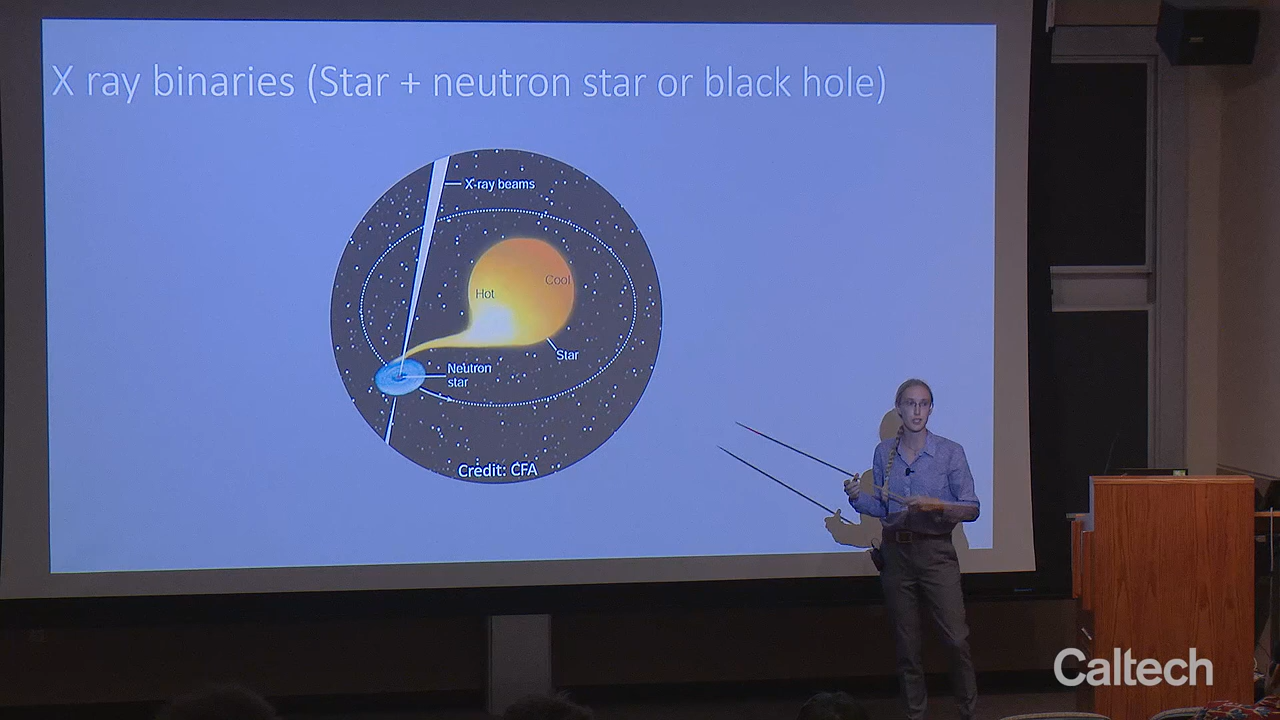 X ray binaries (Star + neutron star or black hole)
X-ray beams
Cool
Hot
Star
Neutron
star
Credit: CFA
Caltech